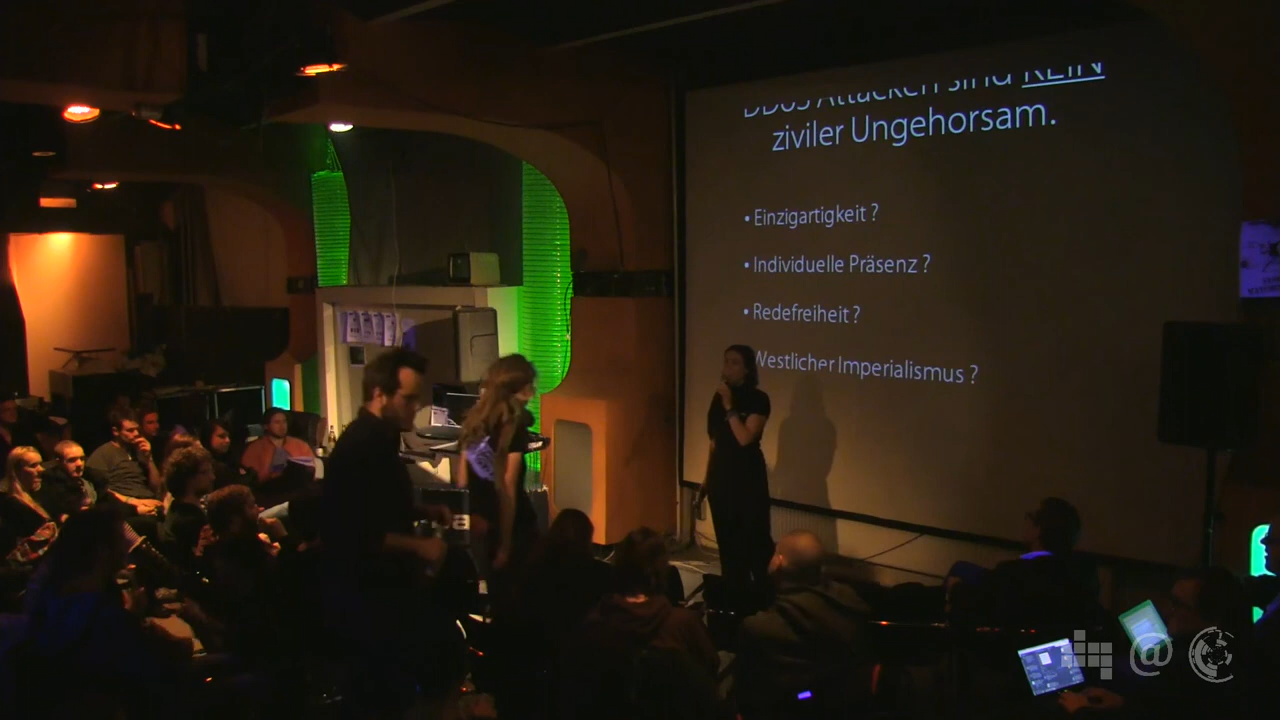 DDoS Attacken sind KEIN
ziviler Ungehorsam.
• Einzigartigkeit ?
• Individuelle Präsenz ?
• Redefreiheit ?
Westlicher Imperialismus ?
@